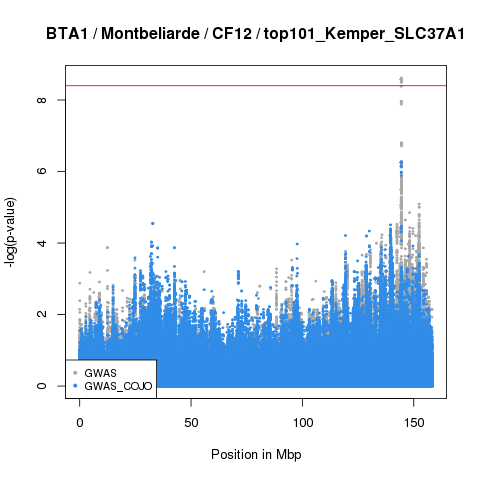 BTA1 / Montbeliarde / CF12 / top101_Kemper_SLC37A1
-log(p-value)
8
6
4
2
0
GWAS
GWAS_COJO
0 50 100 150
Position in Mbp